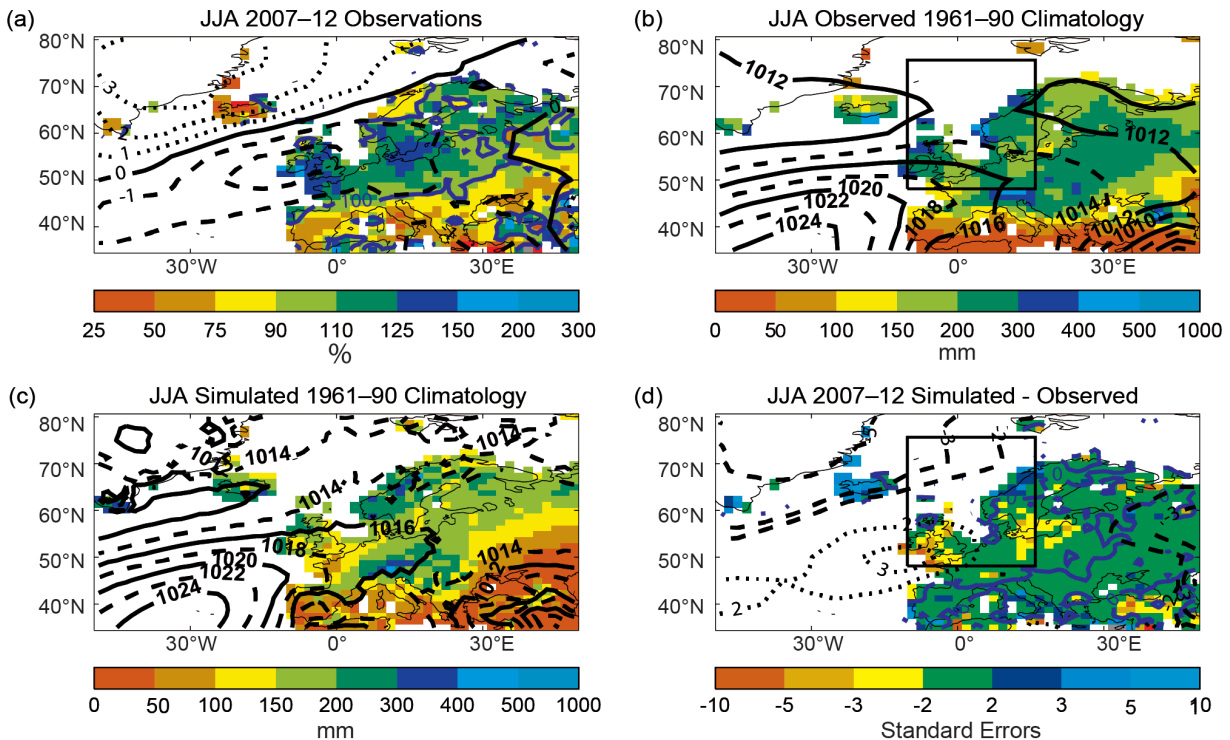 (a) JJA 2007–12 Observations
80°N
70°N
60°N
50°N
40°N
3
2
1
0
-1
0
100
30°W 0° 30°E
25 50 75 90 110 125 150 200 300
%
(b) JJA Observed 1961–90 Climatology
80°N
70°N
60°N
50°N
40°N
1012
1012
1020
1022
1024
1018
1016
1014
1012
1010
30°W 0° 30°E
0 50 100 150 200 300 400 500 1000
mm
(c) JJA Simulated 1961–90 Climatology
80°N
70°N
60°N
50°N
40°N
1014
1014
1014
1016
1018
1020
1022
1024
1014
1012
30°W 0° 30°E
0 50 100 150 200 300 400 500 1000
mm
(d) JJA 2007–12 Simulated - Observed
80°N
70°N
60°N
50°N
40°N
-3
-2
0
2
3
2
-3
-2
30°W 0° 30°E
-10 -5 -3 -2 2 3 5 10
Standard Errors